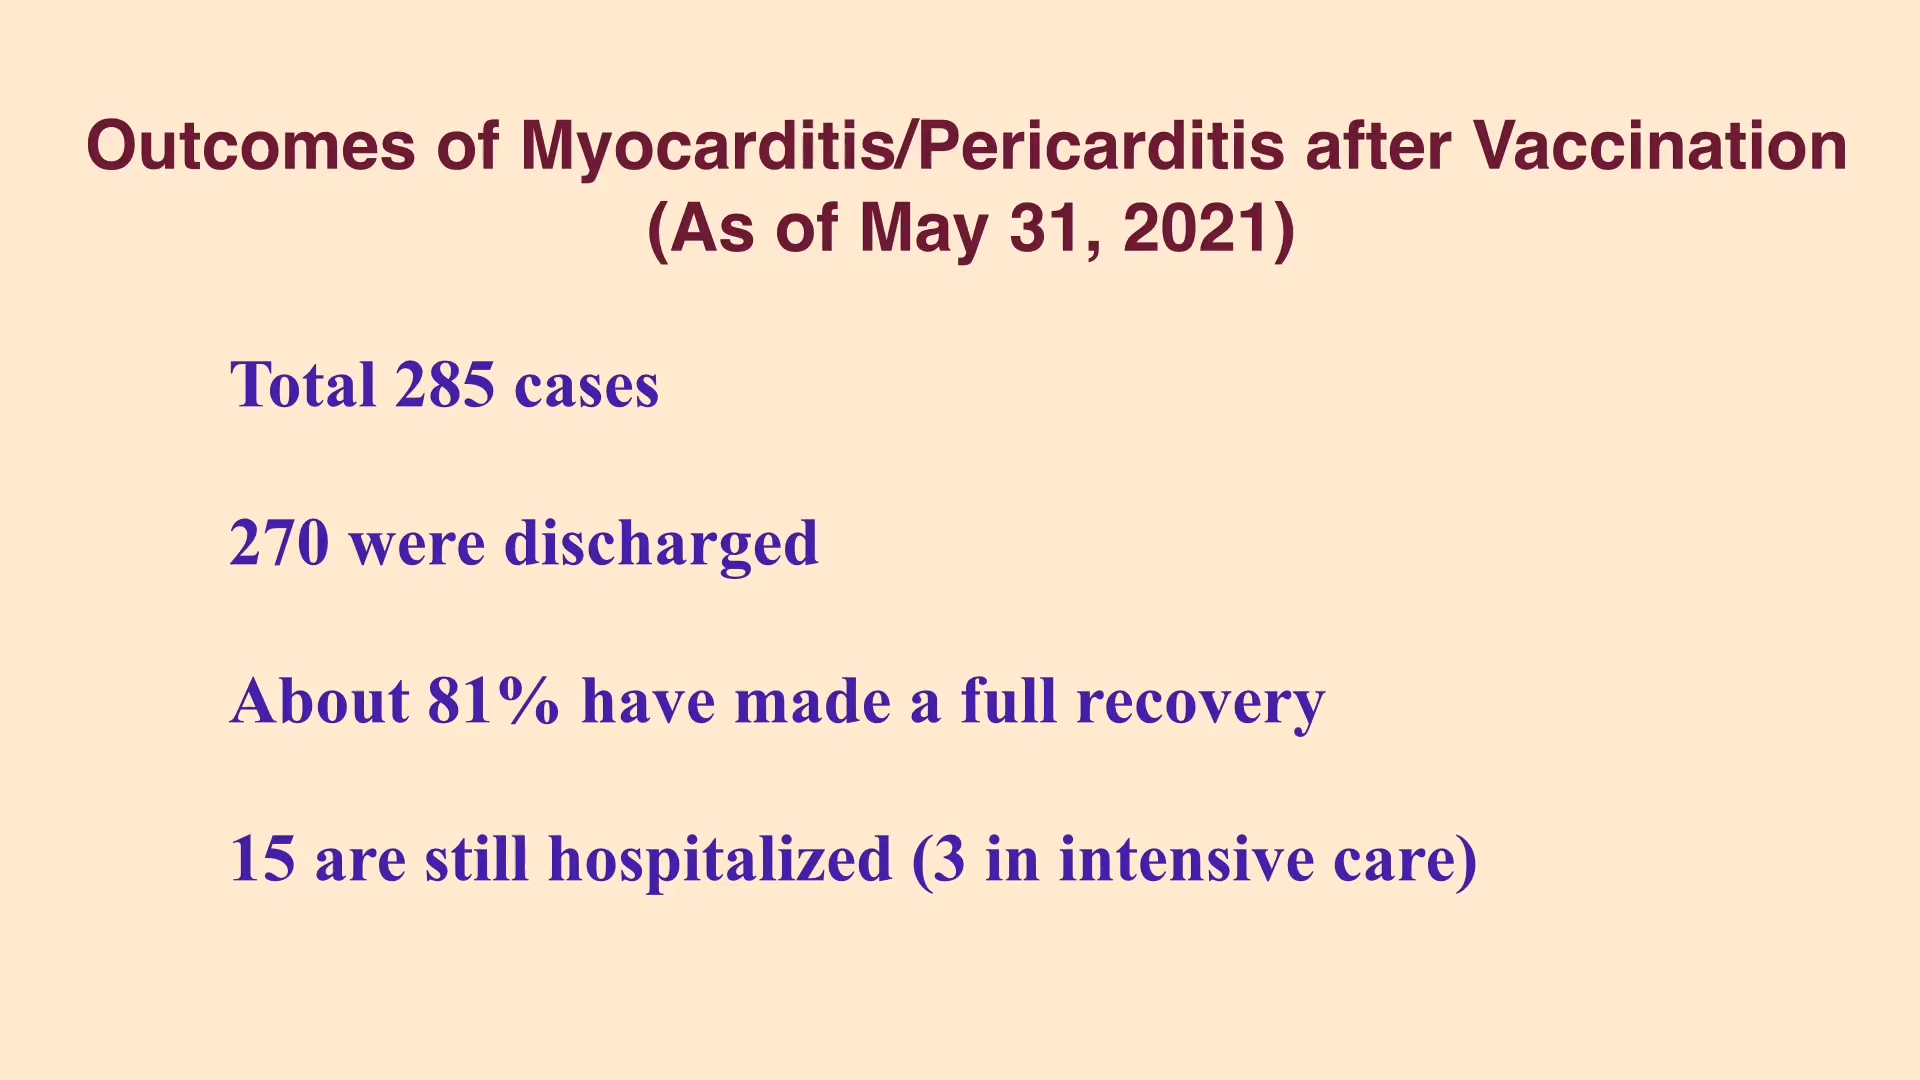 Outcomes of Myocarditis/Pericarditis after Vaccination
(As of May 31, 2021)
Total 285 cases
270 were discharged
About 81% have made a full recovery
15 are still hospitalized (3 in intensive care)